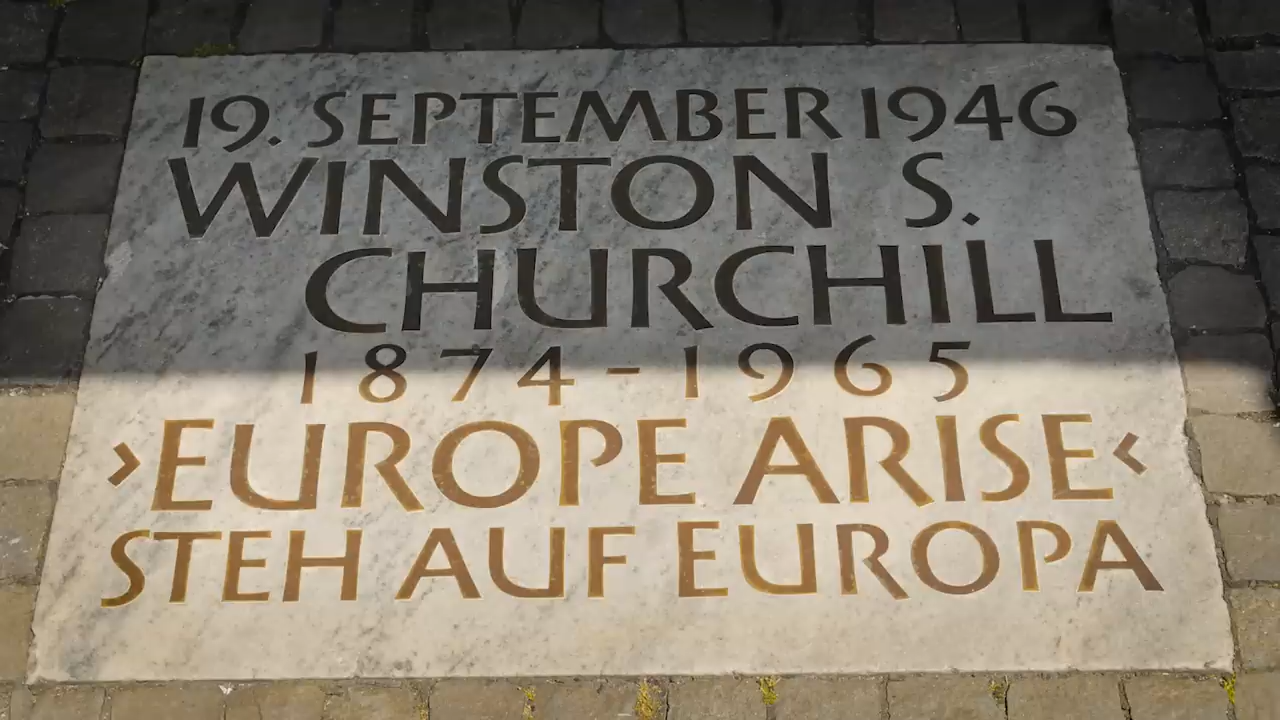 19. SEPTEMBER 1946
WINSTON S.
CHURCHILL
1874-1965
›EUROPE ARISE‹
STEH AUF EUROPA